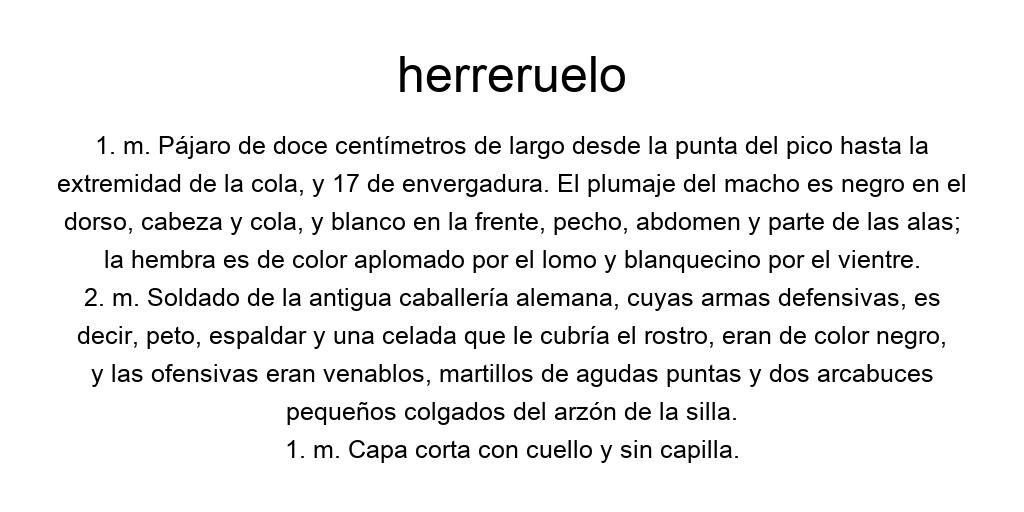 herreruelo
1. m. Pájaro de doce centímetros de largo desde la punta del pico hasta la
extremidad de la cola, y 17 de envergadura. El plumaje del macho es negro en el
dorso, cabeza y cola, y blanco en la frente, pecho, abdomen y parte de las alas;
la hembra es de color aplomado por el lomo y blanquecino por el vientre.
2. m. Soldado de la antigua caballería alemana, cuyas armas defensivas, es
decir, peto, espaldar y una celada que le cubría el rostro, eran de color negro,
y las ofensivas eran venablos, martillos de agudas puntas y dos arcabuces
pequeños colgados del arzón de la silla.
1. m. Capa corta con cuello y sin capilla.